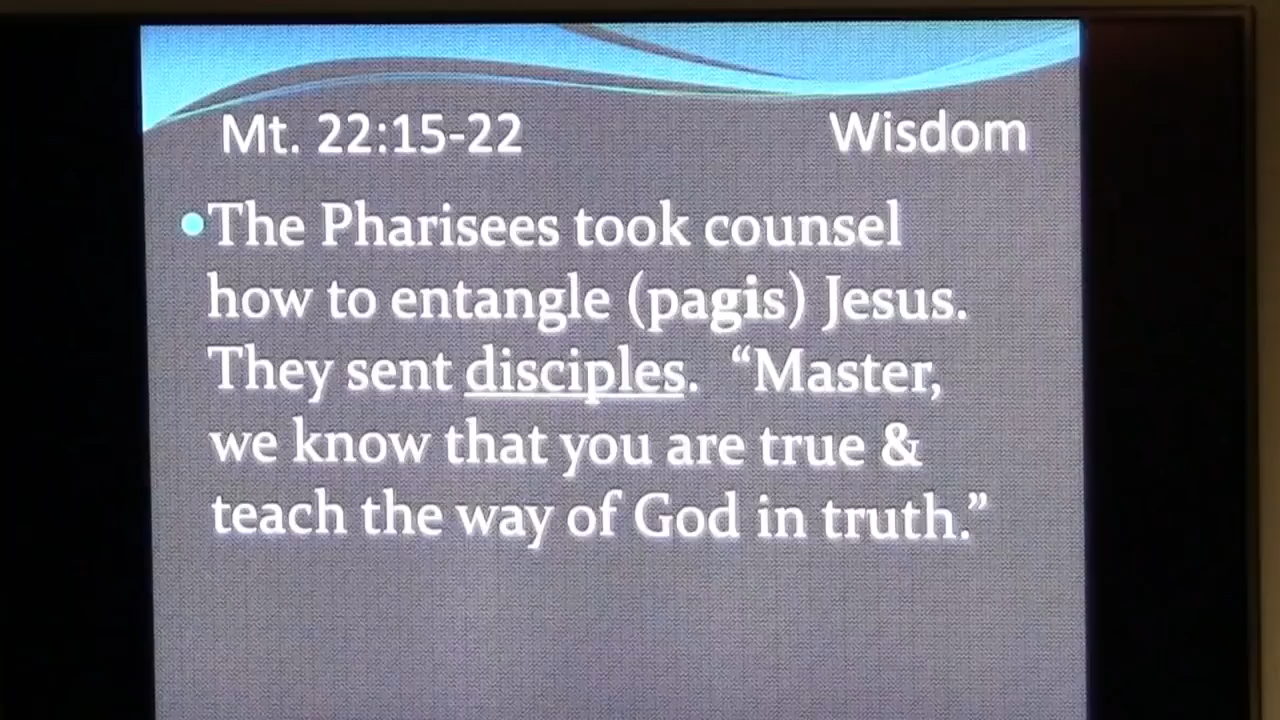 Mt. 22:15-22 Wisdom
•The Pharisees took counsel
how to entangle (pagis) Jesus.
They sent disciples. “Master,
we know that you are true &
teach the way of God in truth.”